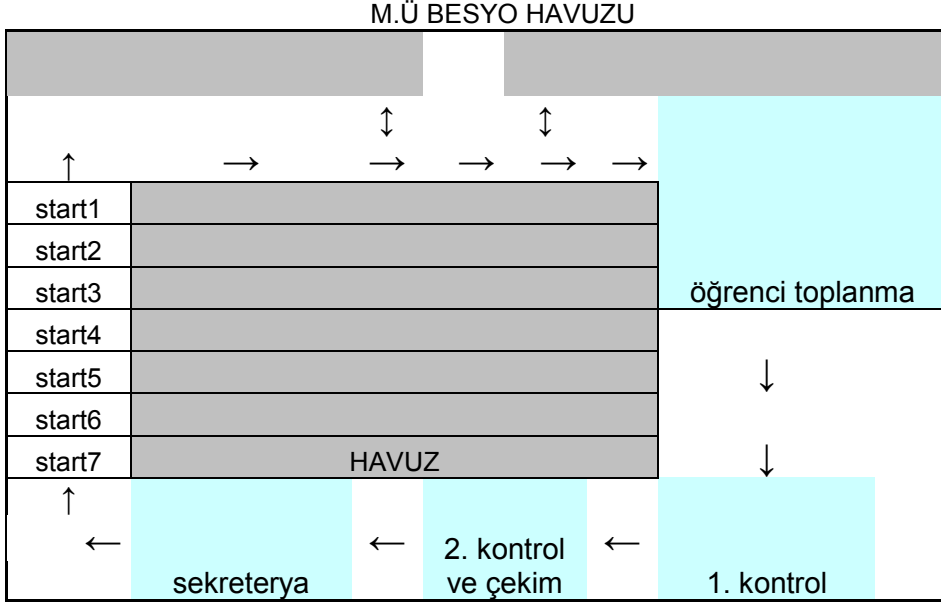 M.Ü BESYO HAVUZU
↕ ↕
↑ → → → → →
start1
start2
start3 öğrenci toplanma
start4
start5 ↓
start6
start7 HAVUZ ↓
↑
← ← 2. kontrol ←
sekreterya ve çekim 1. kontrol